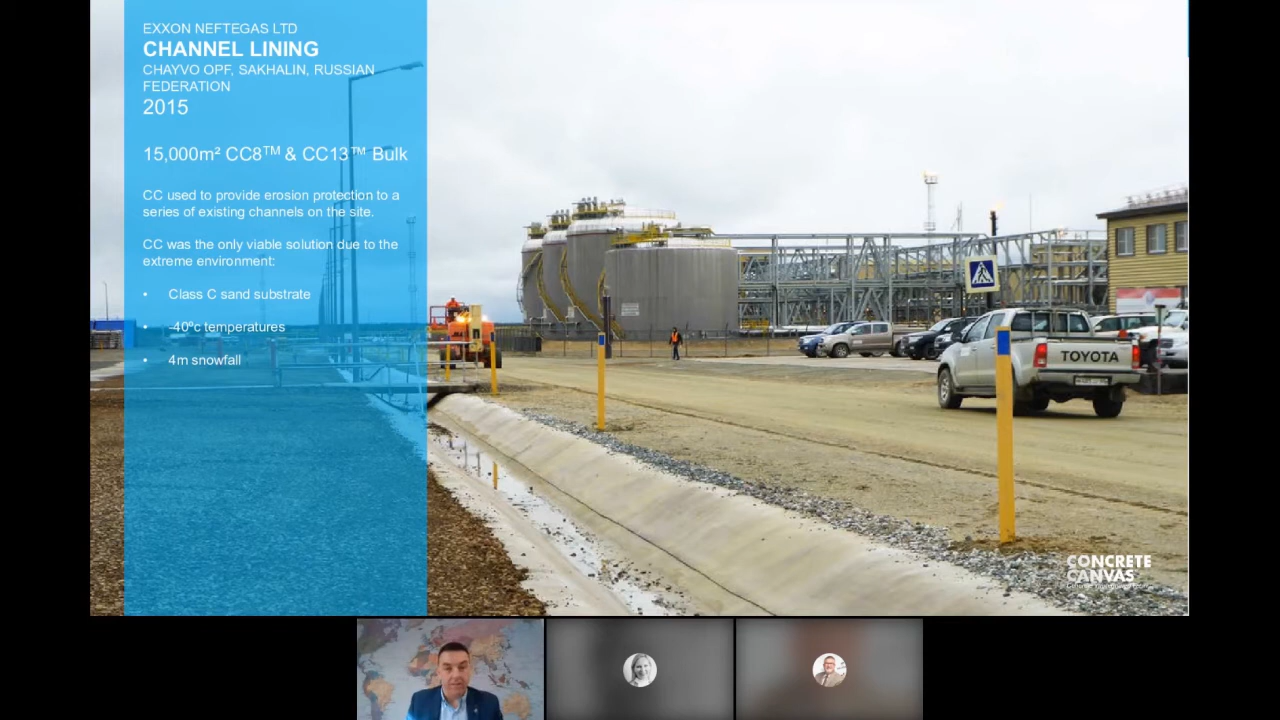 EXXON NEFTEGAS LTD
CHANNEL LINING
CHAYVO OPF, SAKHALIN, RUSSIAN
FEDERATION
2015
15,000m² CC8™ & CC13™ Bulk
CC used to provide erosion protection to a
series of existing channels on the site.
CC was the only viable solution due to the
extreme environment:
• Class C sand substrate
• -40ºc temperatures
• 4m snowfall
TOYOTA
CONCRETE
CANVAS